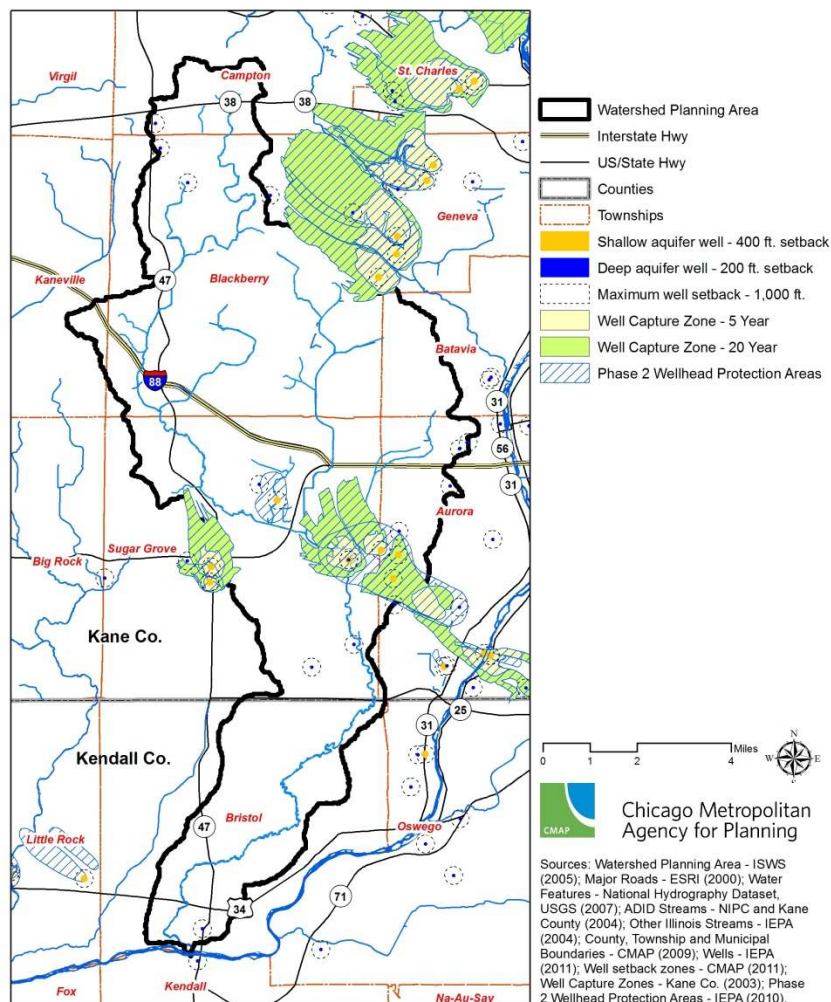 Virgil
Campton
St. Charles
38
38
Geneva
Kaneville
47
Blackberry
Batavia
88
31
56
31
Aurora
Sugar Grove
Big Rock
Kane Co.
25
31
Kendall Co.
47
Bristol
Oswego
Little Rock
34
71
Kendall
Fox
Na-Au-Say
Watershed Planning Area
Interstate Hwy
US/State Hwy
Counties
Townships
Shallow aquifer well - 400 ft. setback
Deep aquifer well - 200 ft. setback
Maximum well setback - 1,000 ft.
Well Capture Zone - 5 Year
Well Capture Zone - 20 Year
Phase 2 Wellhead Protection Areas
Miles
0 1 2 4
N
W E
S
CMAP
Chicago Metropolitan
Agency for Planning
Sources: Watershed Planning Area - ISWS
(2005); Major Roads - ESRI (2000); Water
Features - National Hydrography Dataset,
USGS (2007); ADID Streams - NIPC and Kane
County (2004); Other Illinois Streams - IEPA
(2004); County, Township and Municipal
Boundaries - CMAP (2009); Wells - IEPA
(2011); Well setback zones - CMAP (2011);
Well Capture Zones - Kane Co. (2003); Phase
2 Wellhead Protection Areas - IEPA (2010).